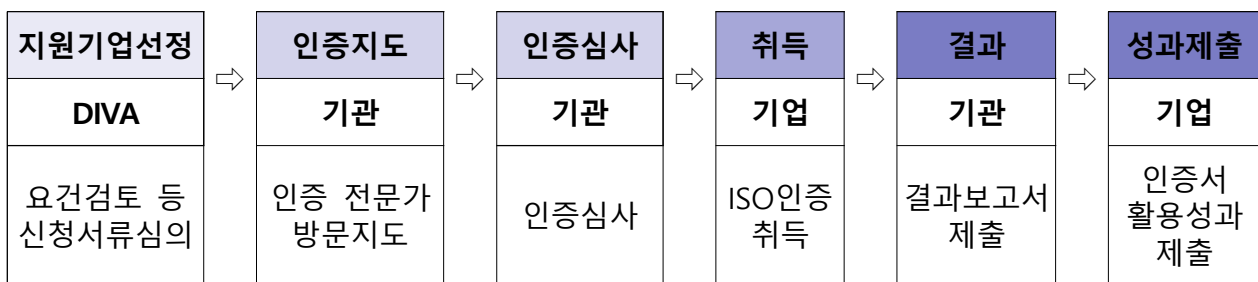 지원기업선정 ⇨ 인증지도 ⇨ 인증심사 ⇨ 취득 ⇨ 결과 ⇨ 성과제출
DIVA 기관 기관 기업 기관 기업
요건검토 등
신청서류심의
인증 전문가
방문지도
인증심사
ISO인증
취득
결과보고서
제출
인증서
활용성과
제출